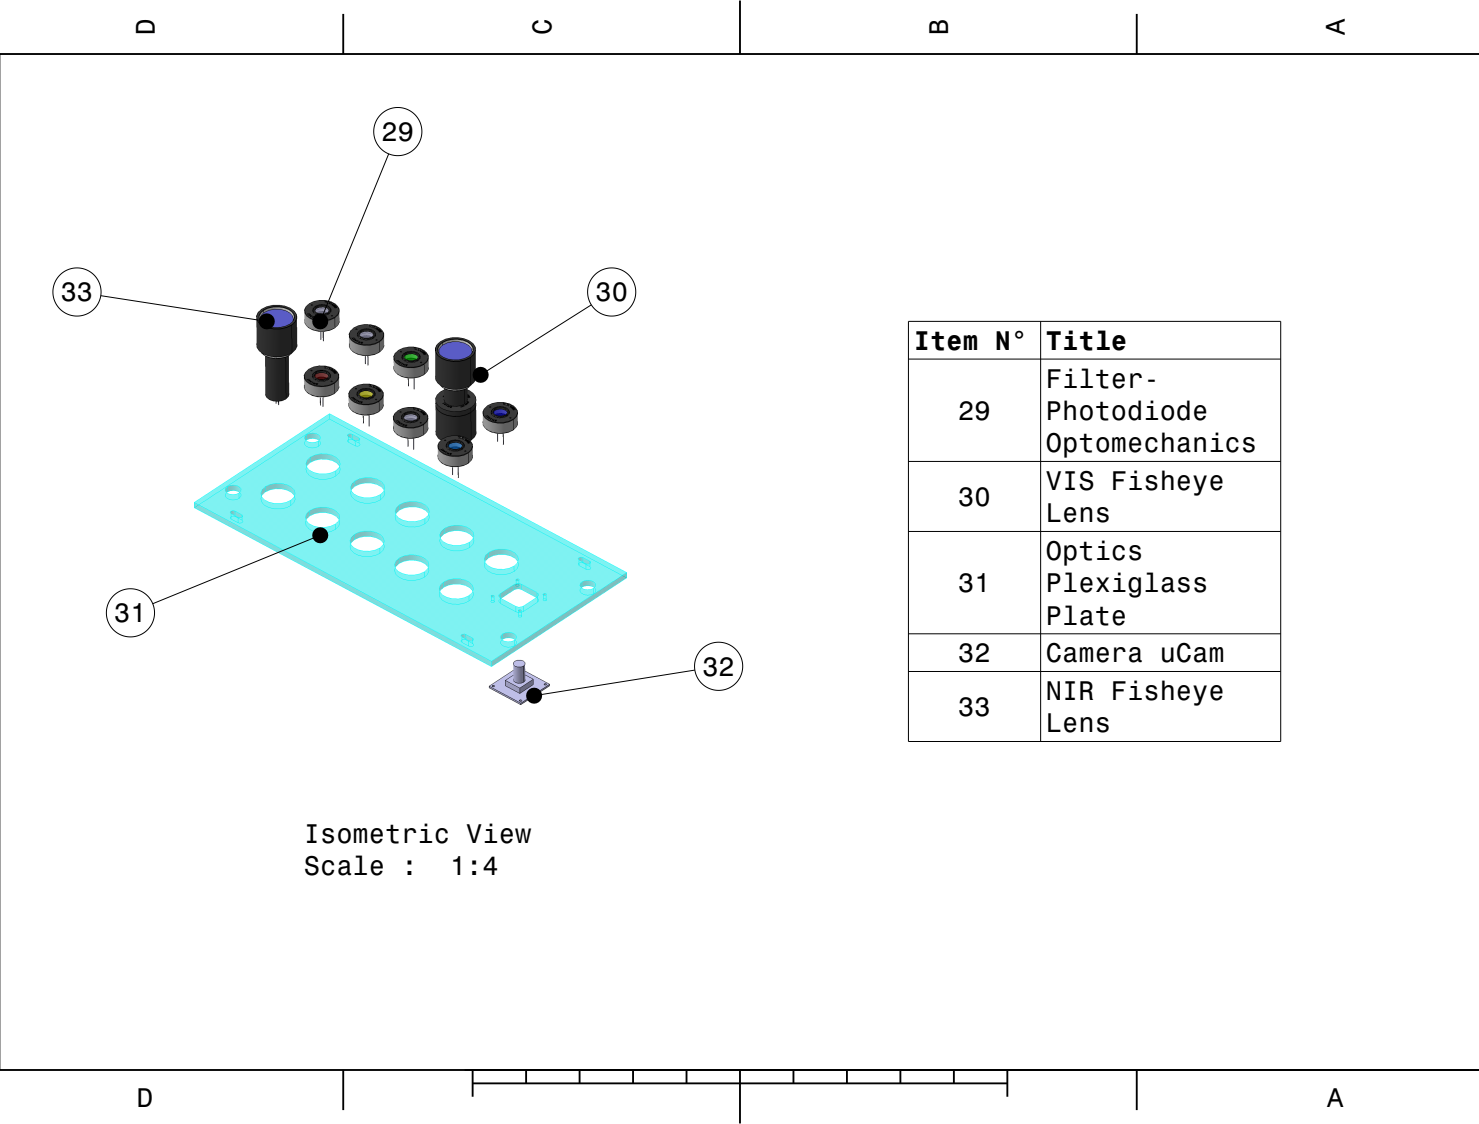 D C B A
29
33
30
31
32
Item N° Title
29 Filter-
Photodiode
Optomechanics
30 VIS Fisheye
Lens
31 Optics
Plexiglass
Plate
32 Camera uCam
33 NIR Fisheye
Lens
Isometric View
Scale : 1:4
D A